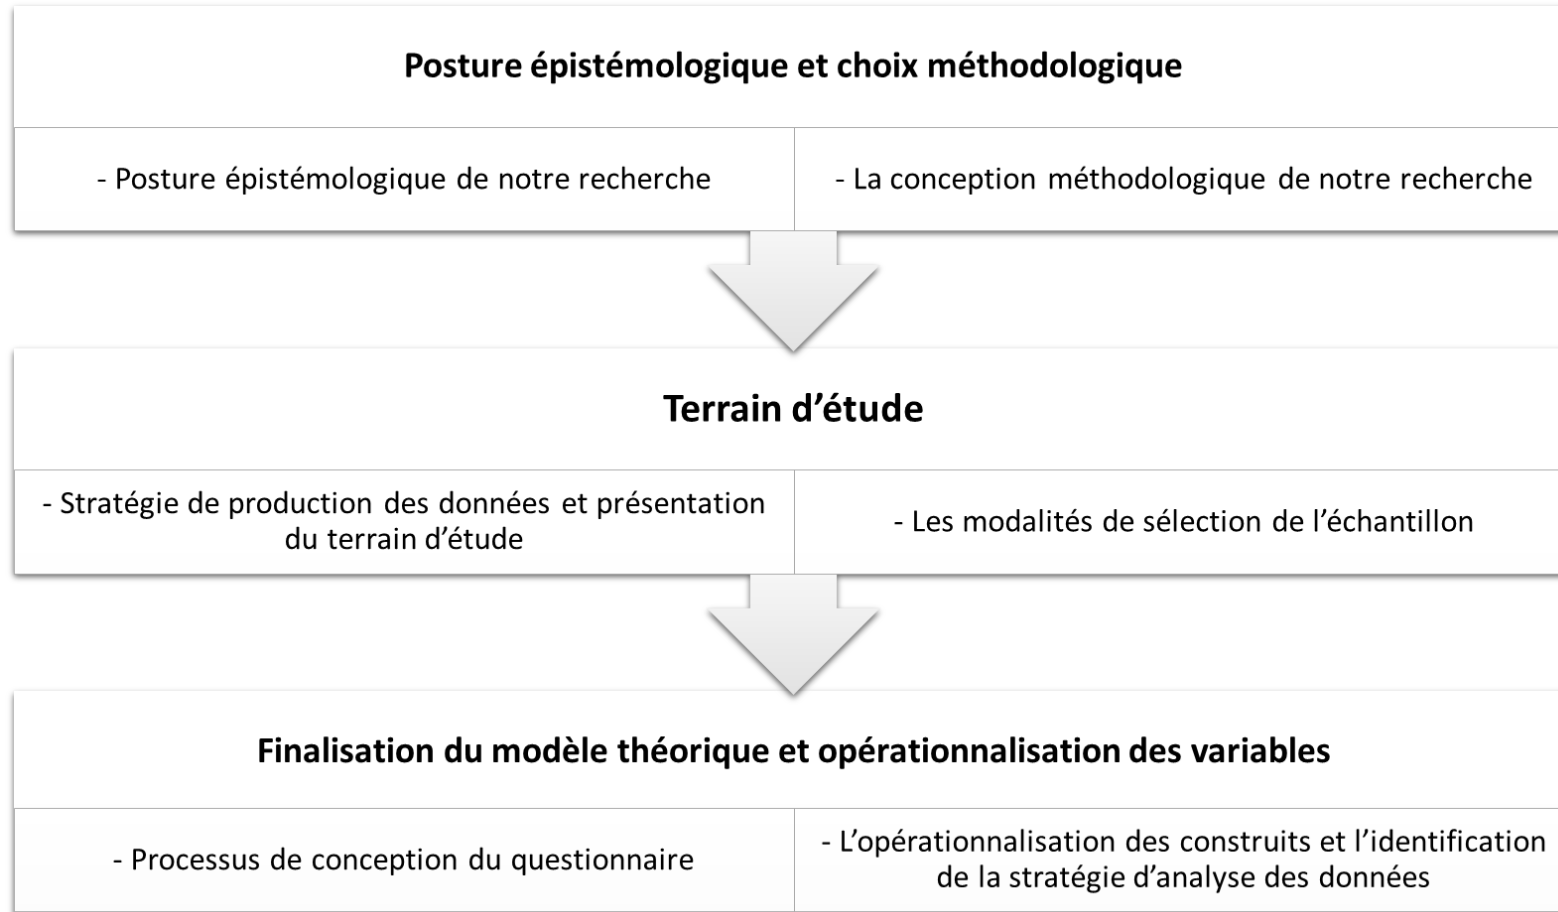 Posture épistémologique et choix méthodologique
- Posture épistémologique de notre recherche
- La conception méthodologique de notre recherche
Terrain d’étude
- Stratégie de production des données et présentation
du terrain d’étude
- Les modalités de sélection de l’échantillon
Finalisation du modèle théorique et opérationnalisation des variables
- Processus de conception du questionnaire
- L’opérationnalisation des construits et l’identification
de la stratégie d’analyse des données